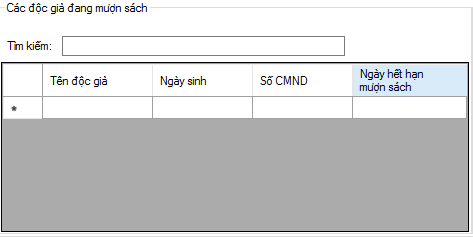 Các độc giả đang mượn sách
Tìm kiếm:
Tên độc giả Ngày sinh Số CMND Ngày hết hạn
mượn sách
*